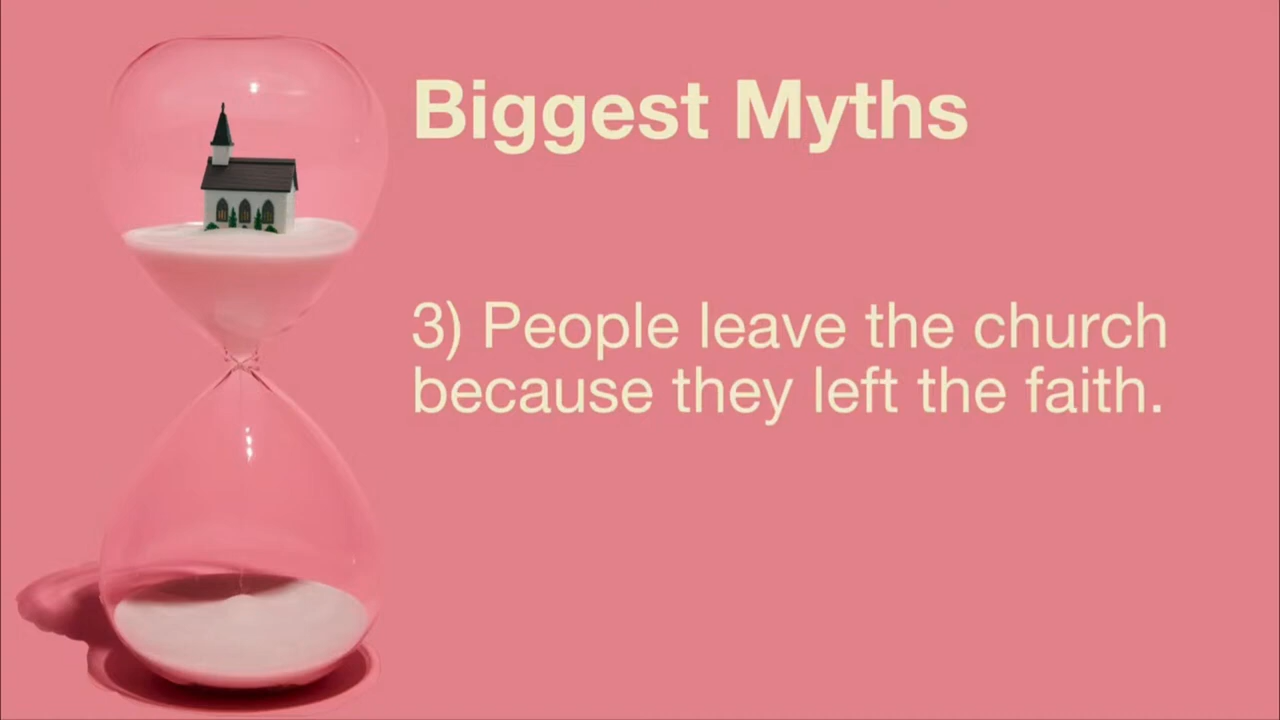 Biggest Myths
3) People leave the church
because they left the faith.